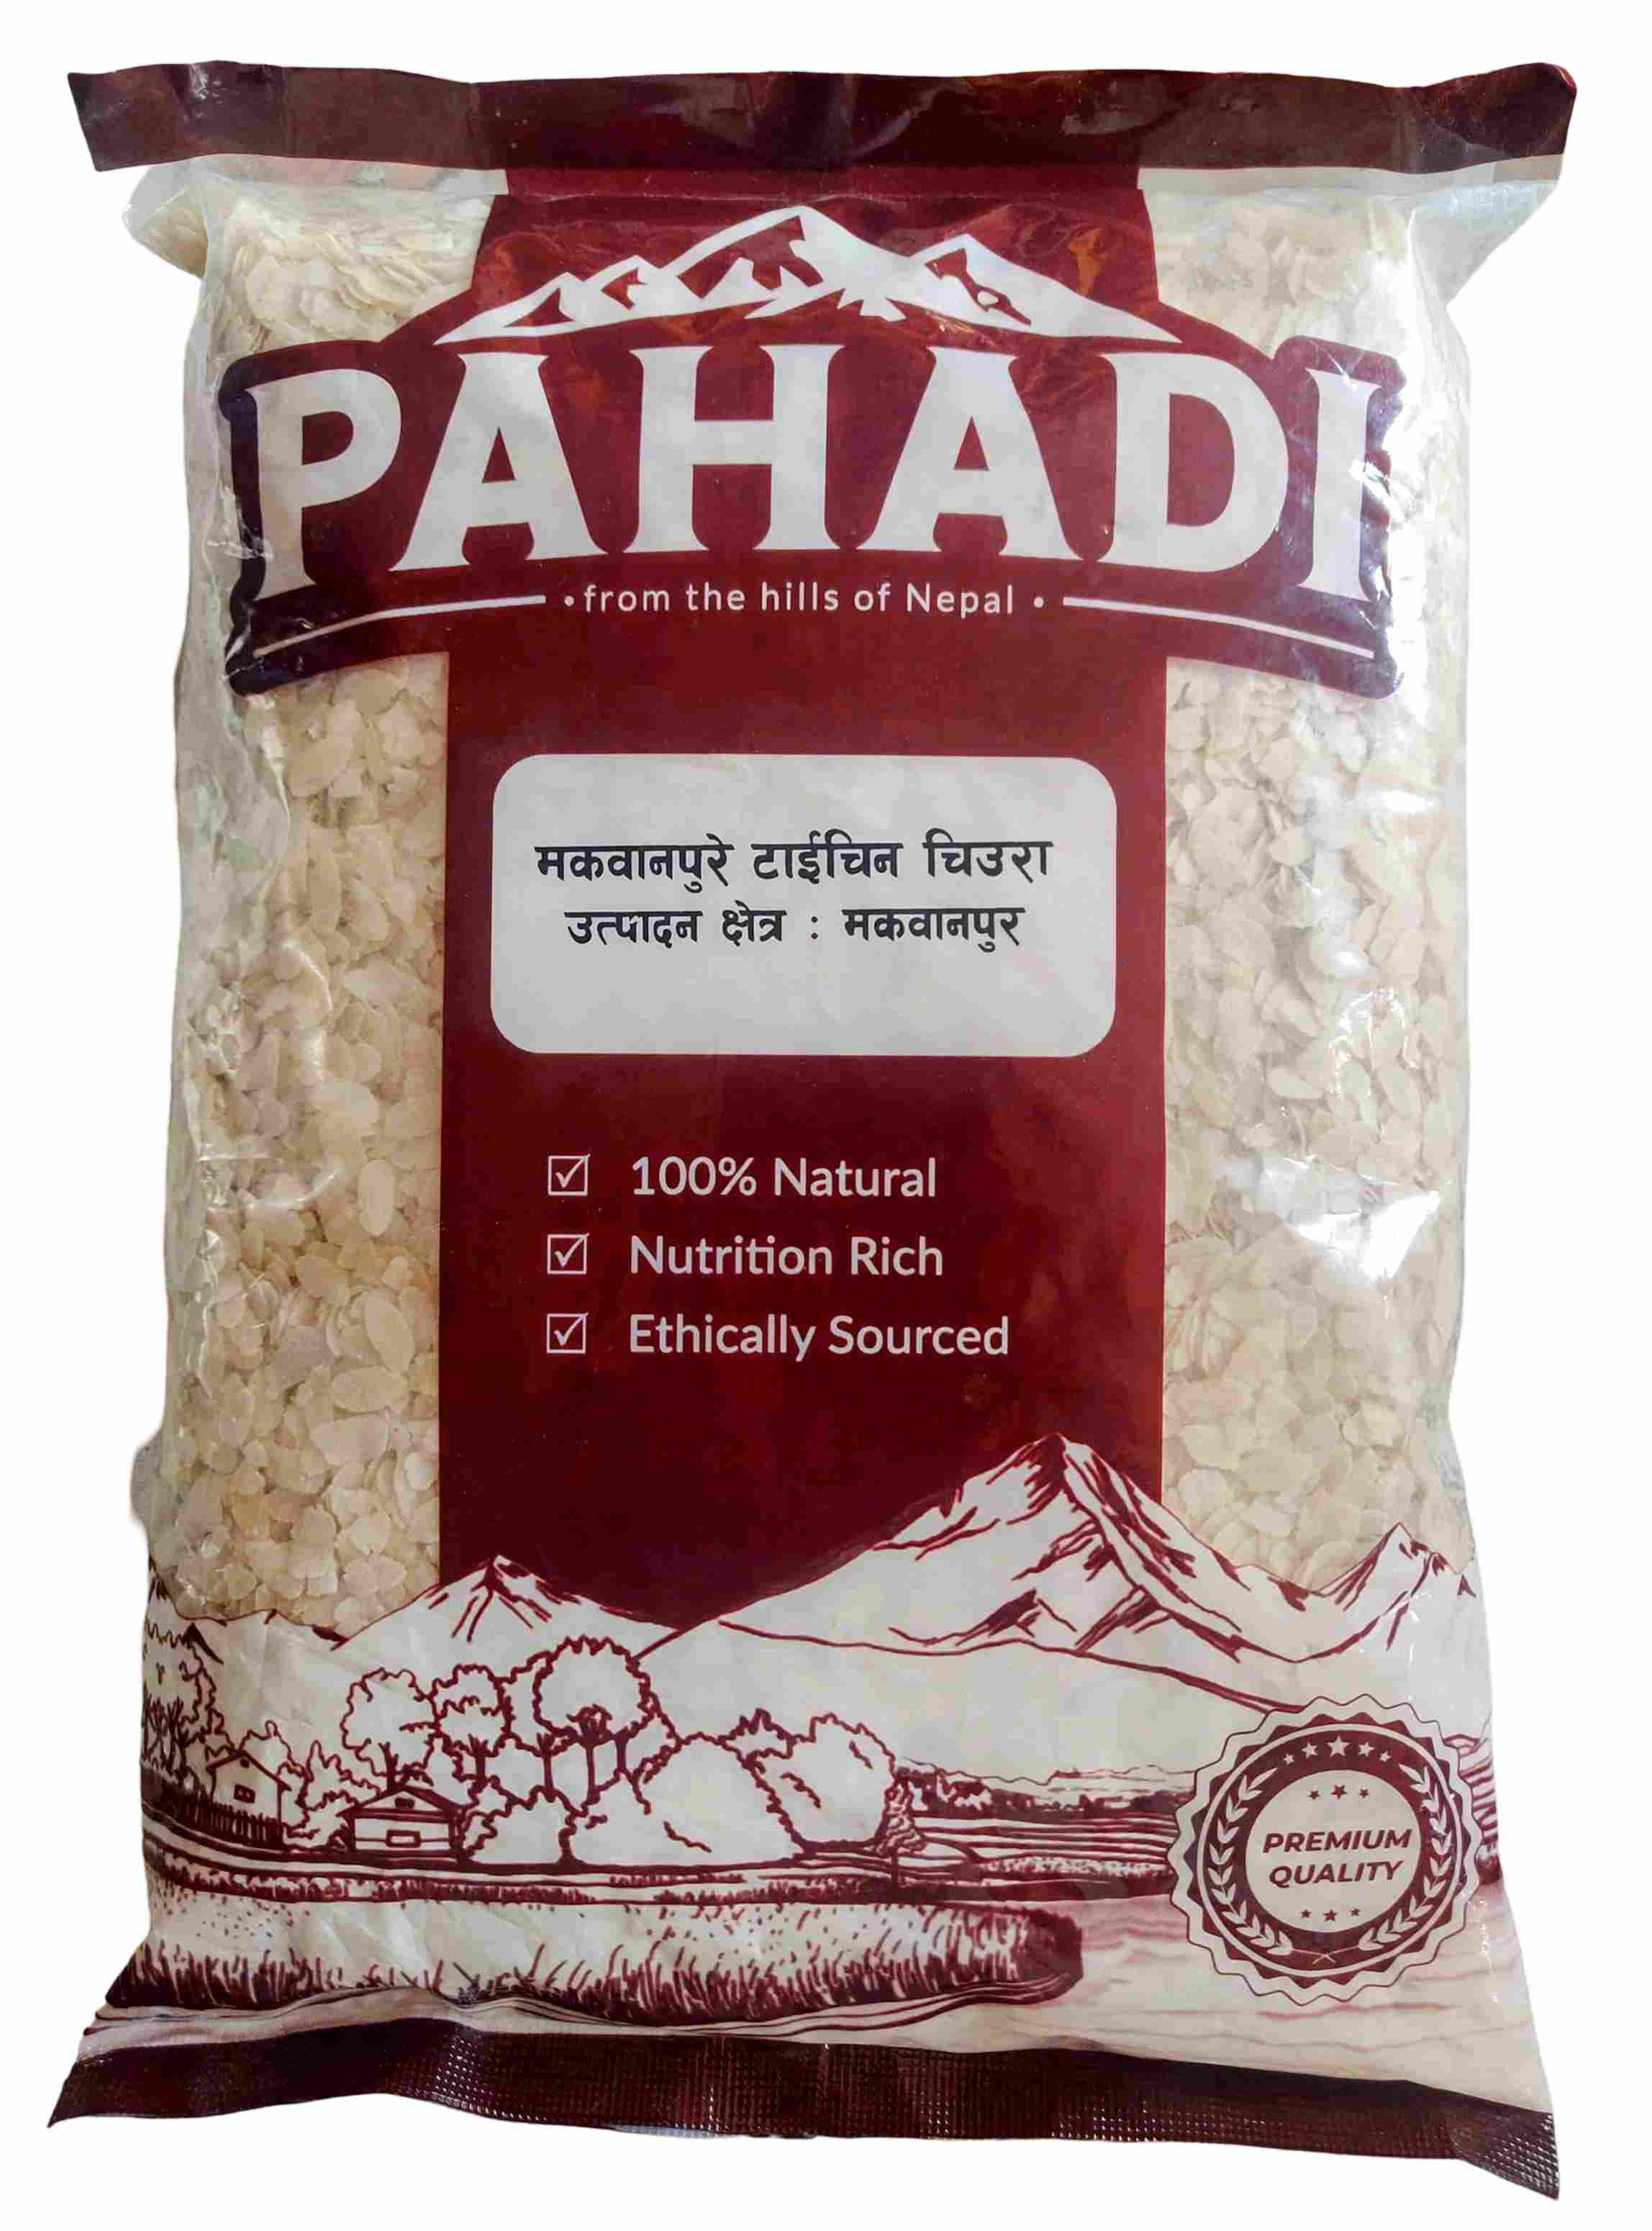 PAHADI
• from the hills of Nepal •
मकवानपुरे टाईचिन चिउरा
उत्पादन क्षेत्र : मकवानपुर
100% Natural
Nutrition Rich
Ethically Sourced
PREMIUM
QUALITY